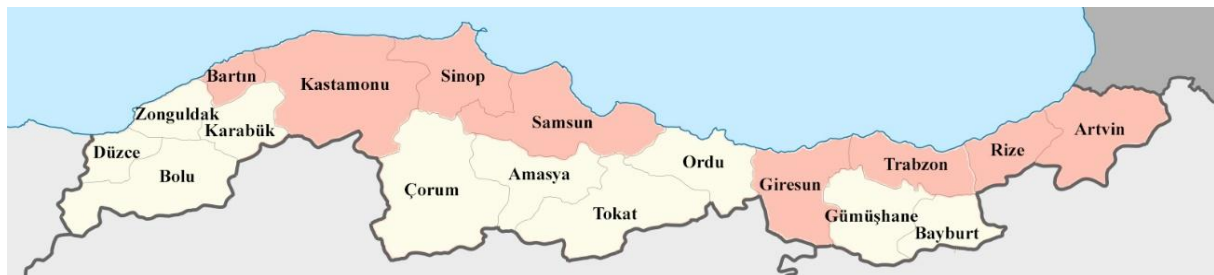 Bartın
Kastamonu
Sinop
Samsun
Zonguldak
Karabük
Düzce
Bolu
Çorum
Amasya
Tokat
Ordu
Giresun
Trabzon
Rize
Artvin
Gümüşhane
Bayburt